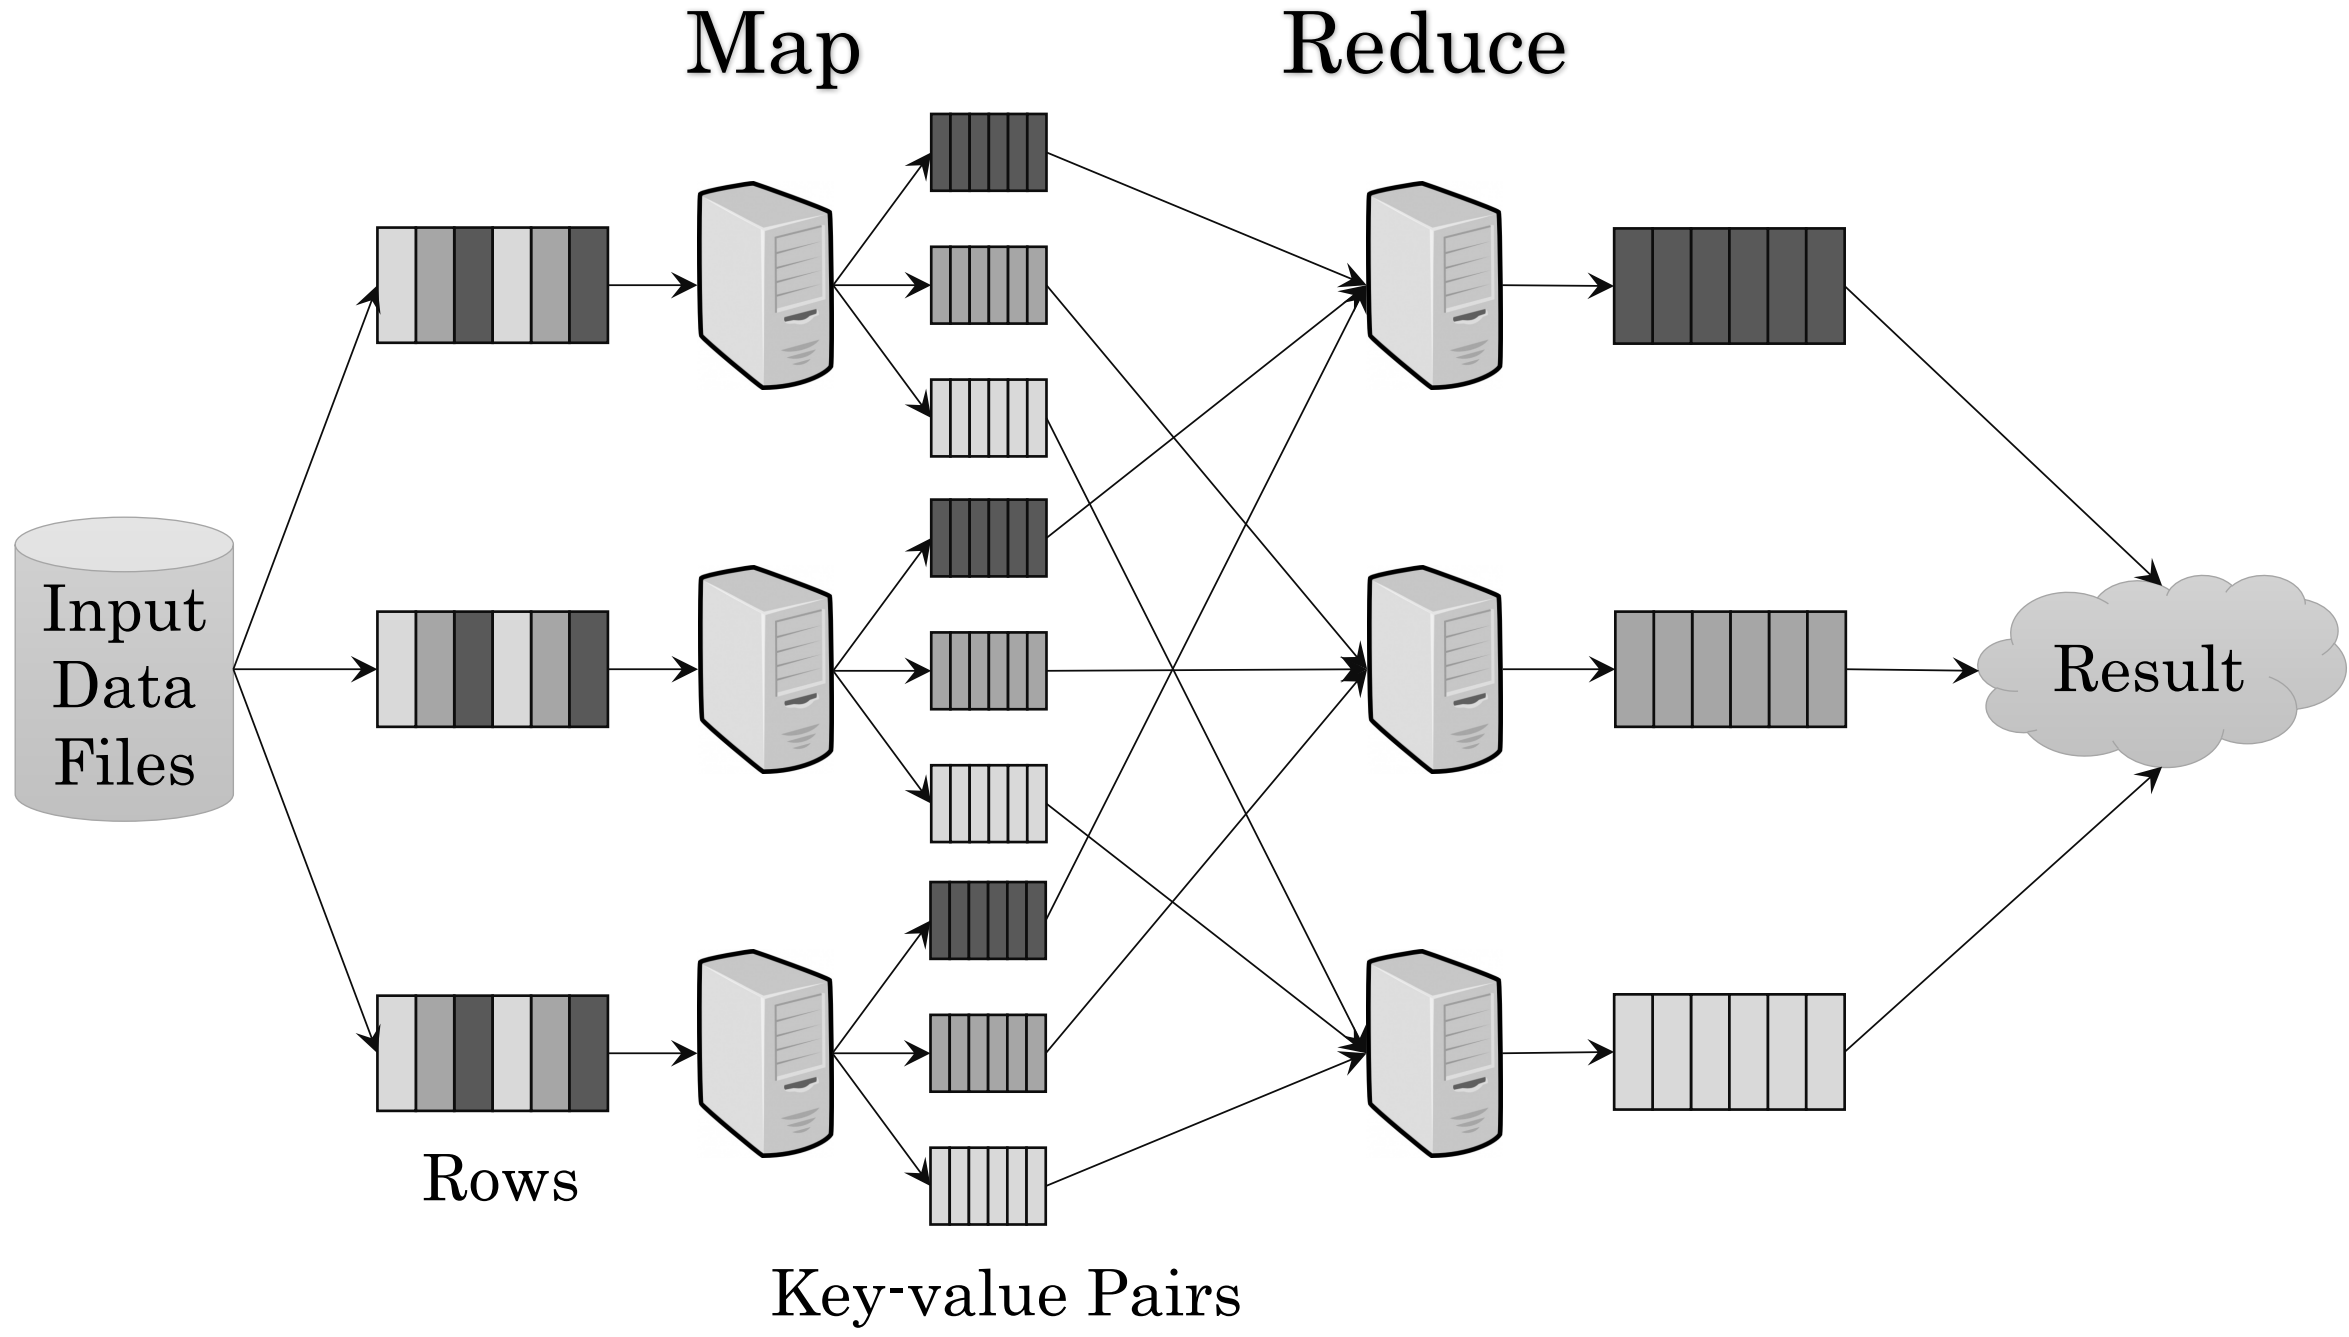 Map
Reduce
Input
Data
Files
Result
Rows
Key-value Pairs